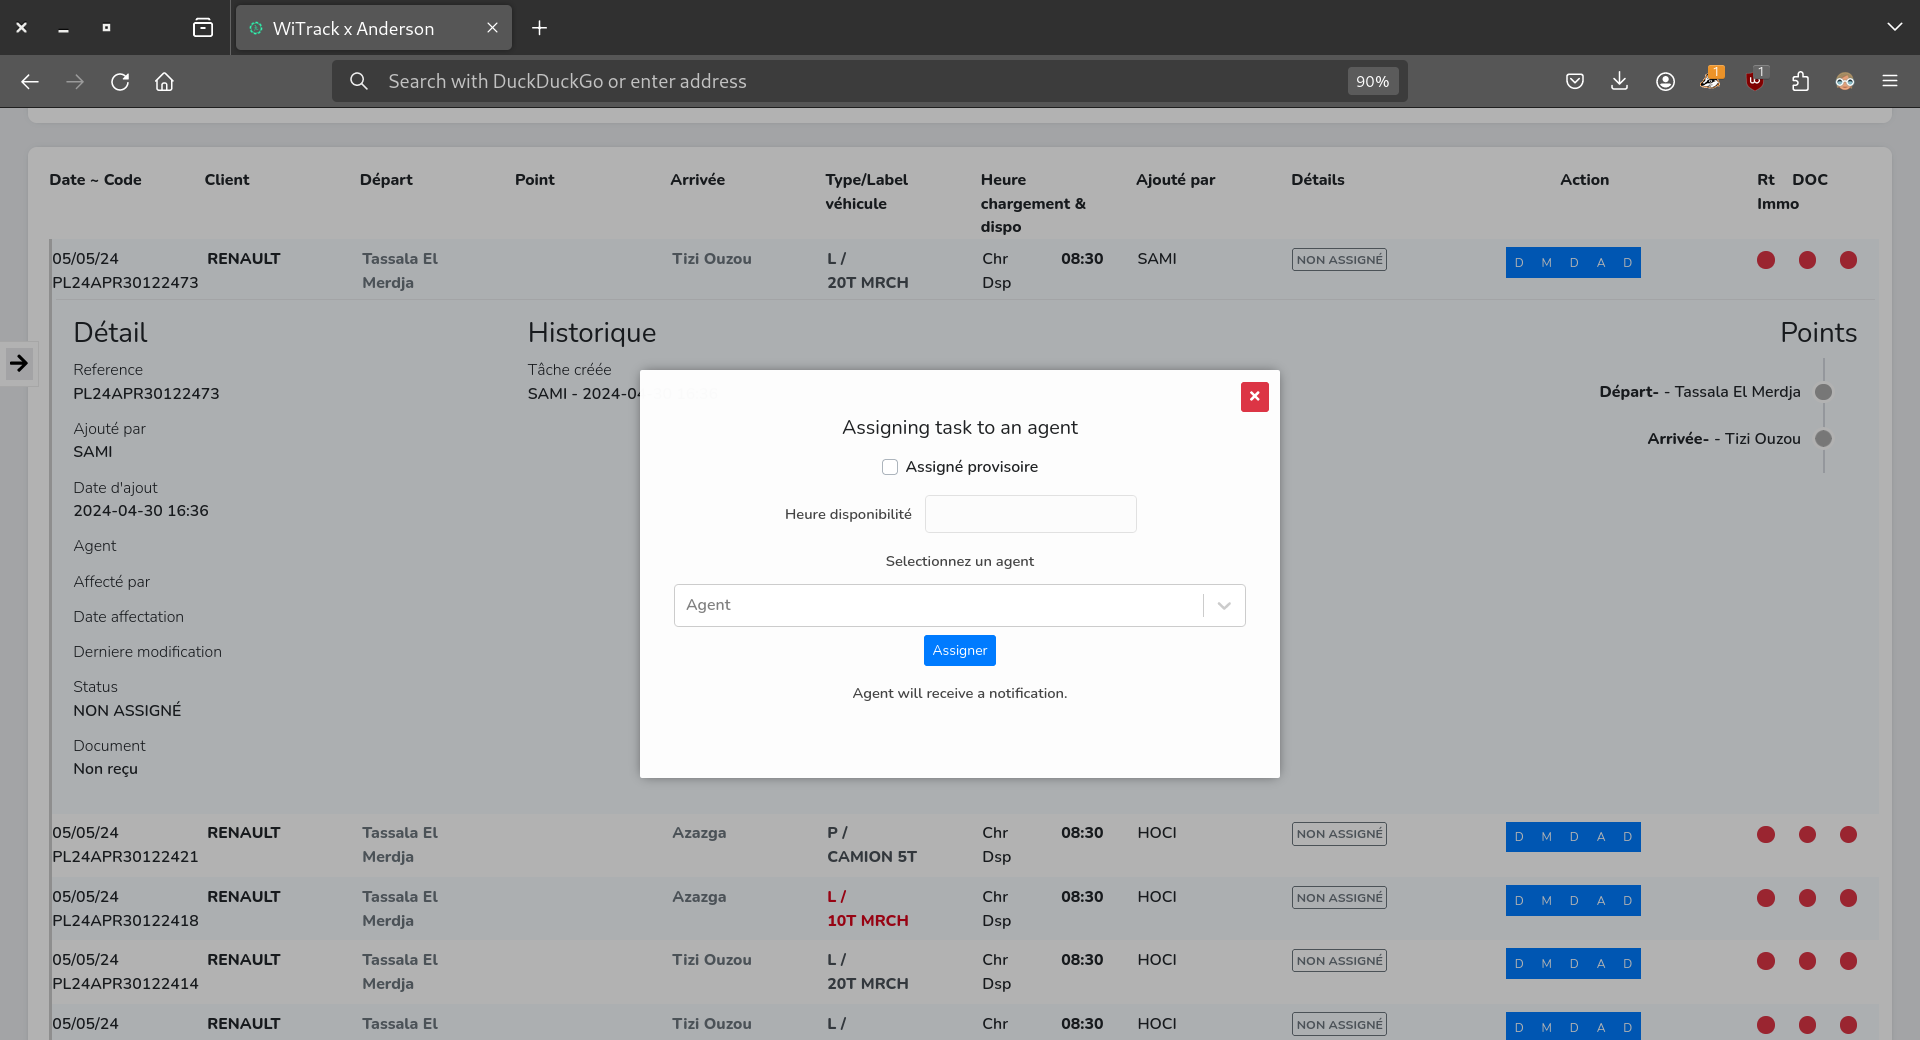 WiTrack x Anderson
Search with DuckDuckGo or enter address
90%
1
1
Date ~ Code Client Départ Point Arrivée Type/Label véhicule Heure chargement & dispo Ajouté par Détails Action Rt Immo DOC
05/05/24 RENAULT Tassala El Tizi Ouzou L / Chr 08:30 SAMI NON ASSIGNÉ D M D A D
PL24APR30122473 Merdja 20T MRCH Dsp
Détail
Reference
PL24APR30122473
Ajouté par
SAMI
Date d'ajout
2024-04-30 16:36
Agent
Affecté par
Date affectation
Derniere modification
Status
NON ASSIGNÉ
Document
Non reçu
Historique
Tâche créée
SAMI - 2024-04
Points
Départ- - Tassala El Merdja
Arrivée- - Tizi Ouzou
Assigning task to an agent
Assigné provisoire
Heure disponibilité
Selectionnez un agent
Agent
Assigner
Agent will receive a notification.
05/05/24 RENAULT Tassala El Azazga P / Chr 08:30 HOCI NON ASSIGNÉ D M D A D
PL24APR30122421 Merdja CAMION 5T Dsp
05/05/24 RENAULT Tassala El Azazga L / Chr 08:30 HOCI NON ASSIGNÉ D M D A D
PL24APR30122418 Merdja 10T MRCH Dsp
05/05/24 RENAULT Tassala El Tizi Ouzou L / Chr 08:30 HOCI NON ASSIGNÉ D M D A D
PL24APR30122414 Merdja 20T MRCH Dsp
05/05/24 RENAULT Tassala El Tizi Ouzou L / Chr 08:30 HOCI NON ASSIGNÉ D M D A D